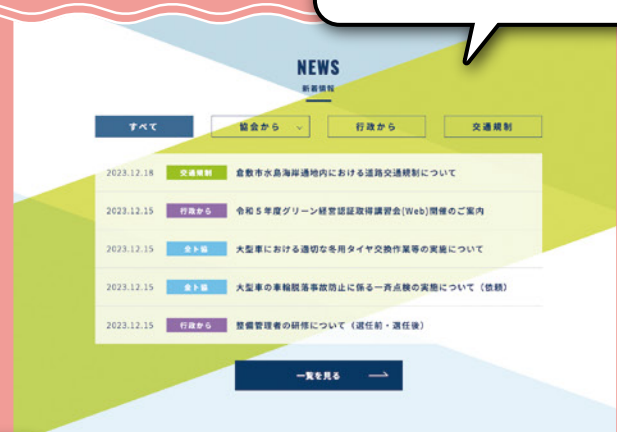 NEWS
新着情報
すべて 協会から 行政から 交通規制
2023.12.18 交通規制 倉敷市水島海岸通地内における道路交通規制について
2023.12.15 行政から 令和5年度グリーン経営認証取得講習会(Web)開催のご案内
2023.12.15 全ト協 大型車における適切な冬用タイヤ交換作業等の実施について
2023.12.15 全ト協 大型車の車輪脱落事故防止に係る一斉点検の実施について（依頼）
2023.12.15 行政から 整備管理者の研修について（選任前・選任後）
一覧を見る